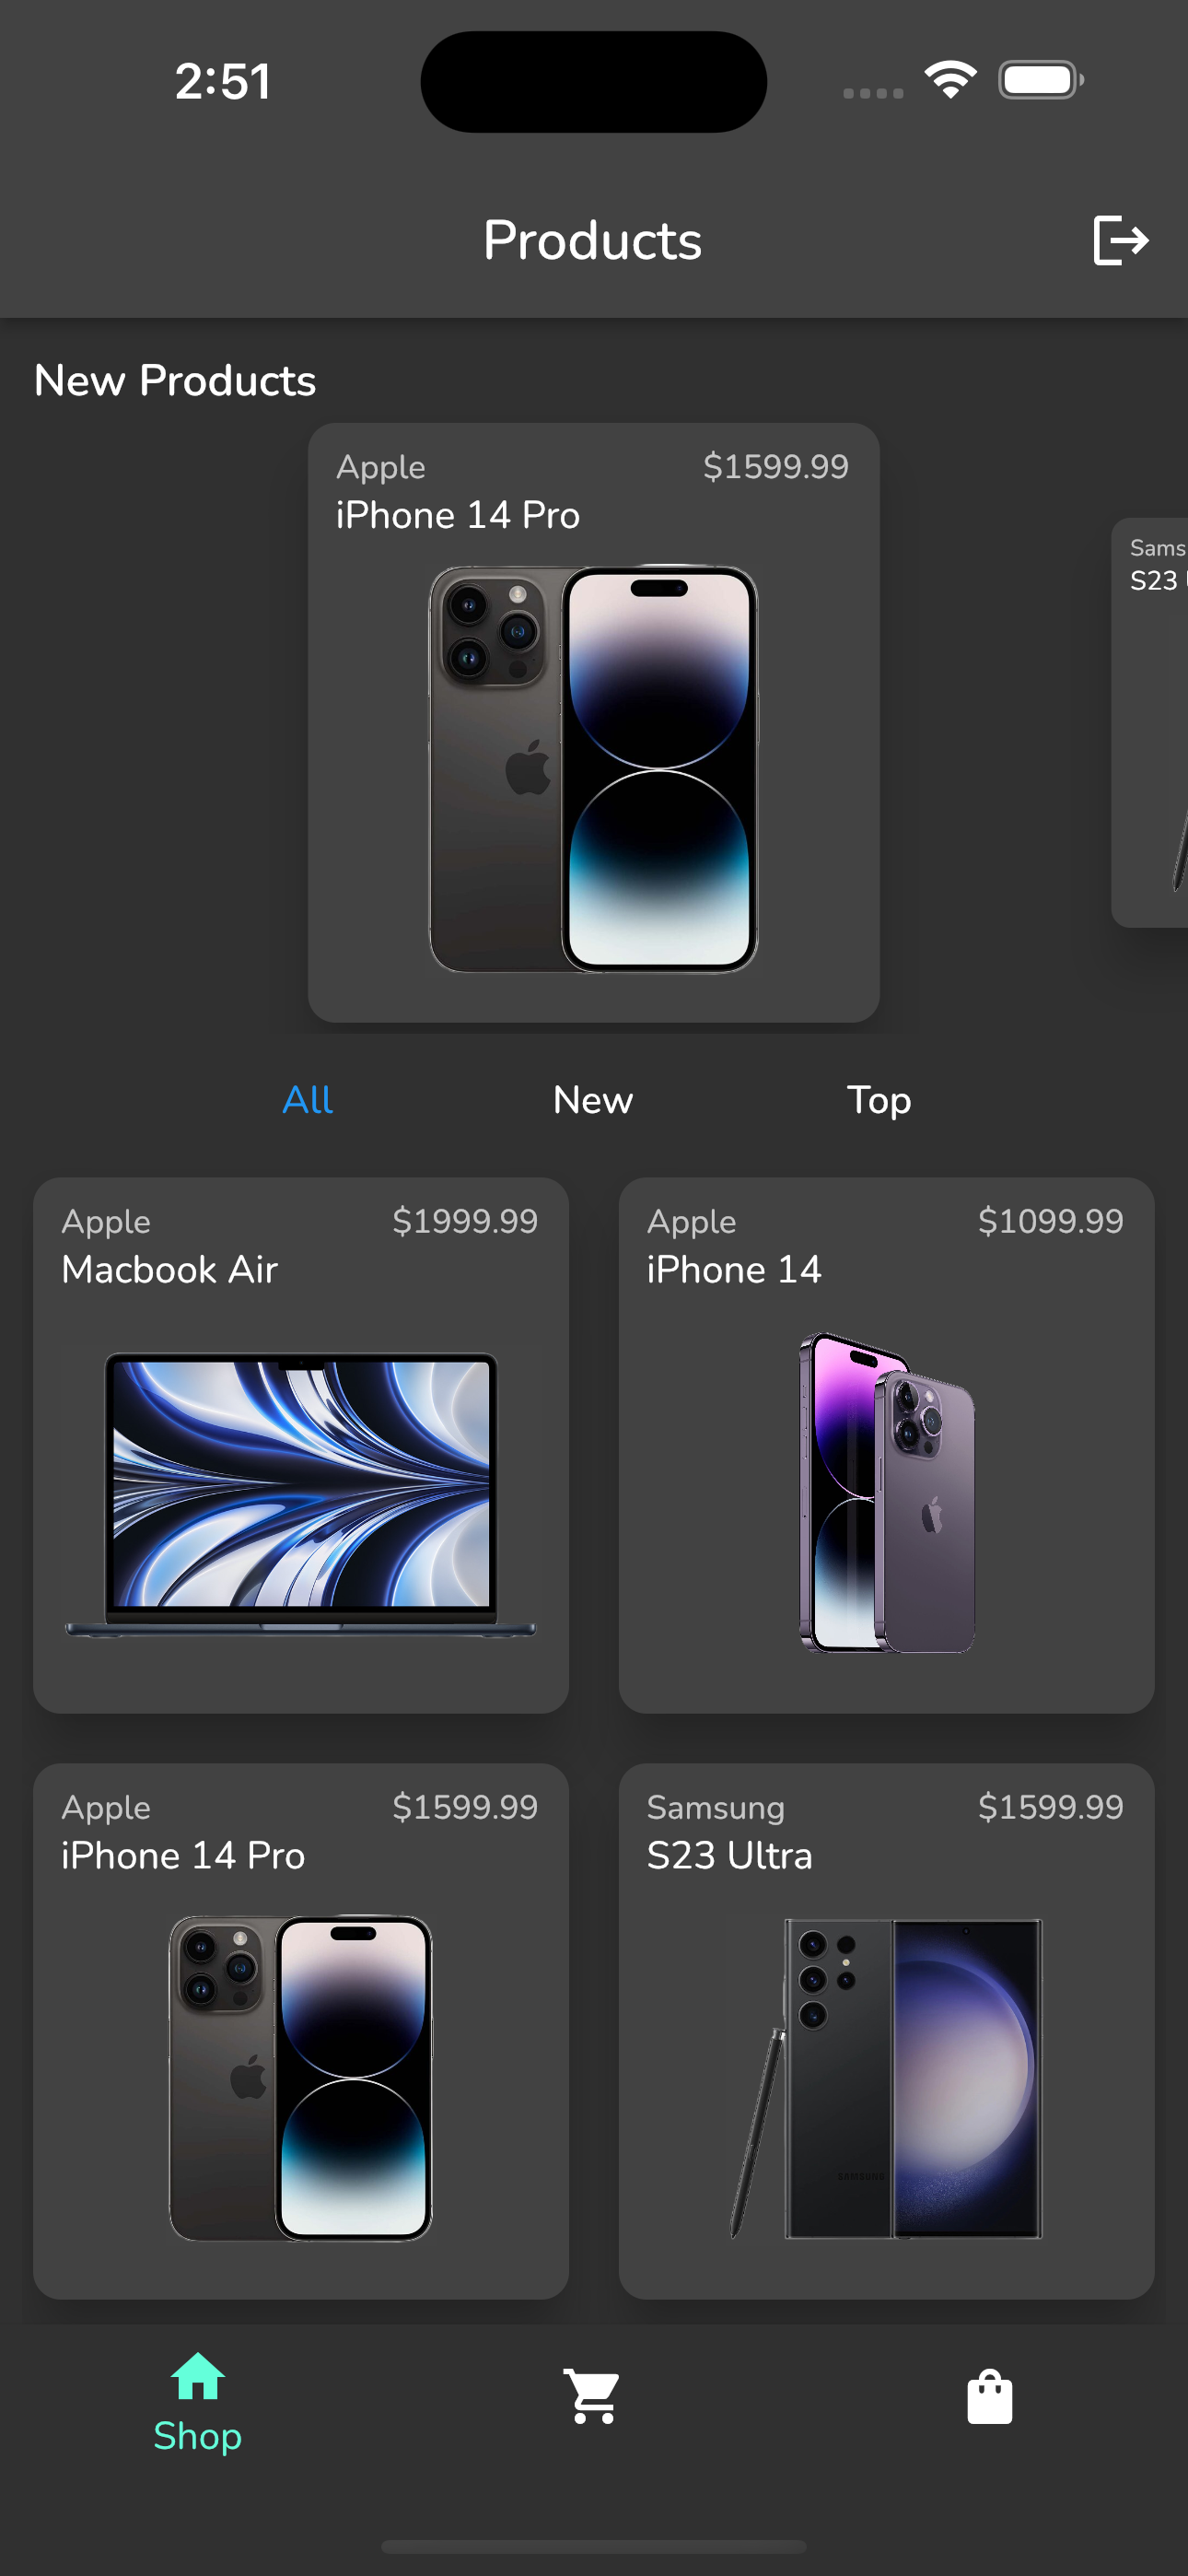 2:51
Products
New Products
Apple $1599.99
iPhone 14 Pro
Sams
S23
All New Top
Apple $1999.99
Macbook Air
Apple $1099.99
iPhone 14
Apple $1599.99
iPhone 14 Pro
Samsung $1599.99
S23 Ultra
SAMSUNG
Shop